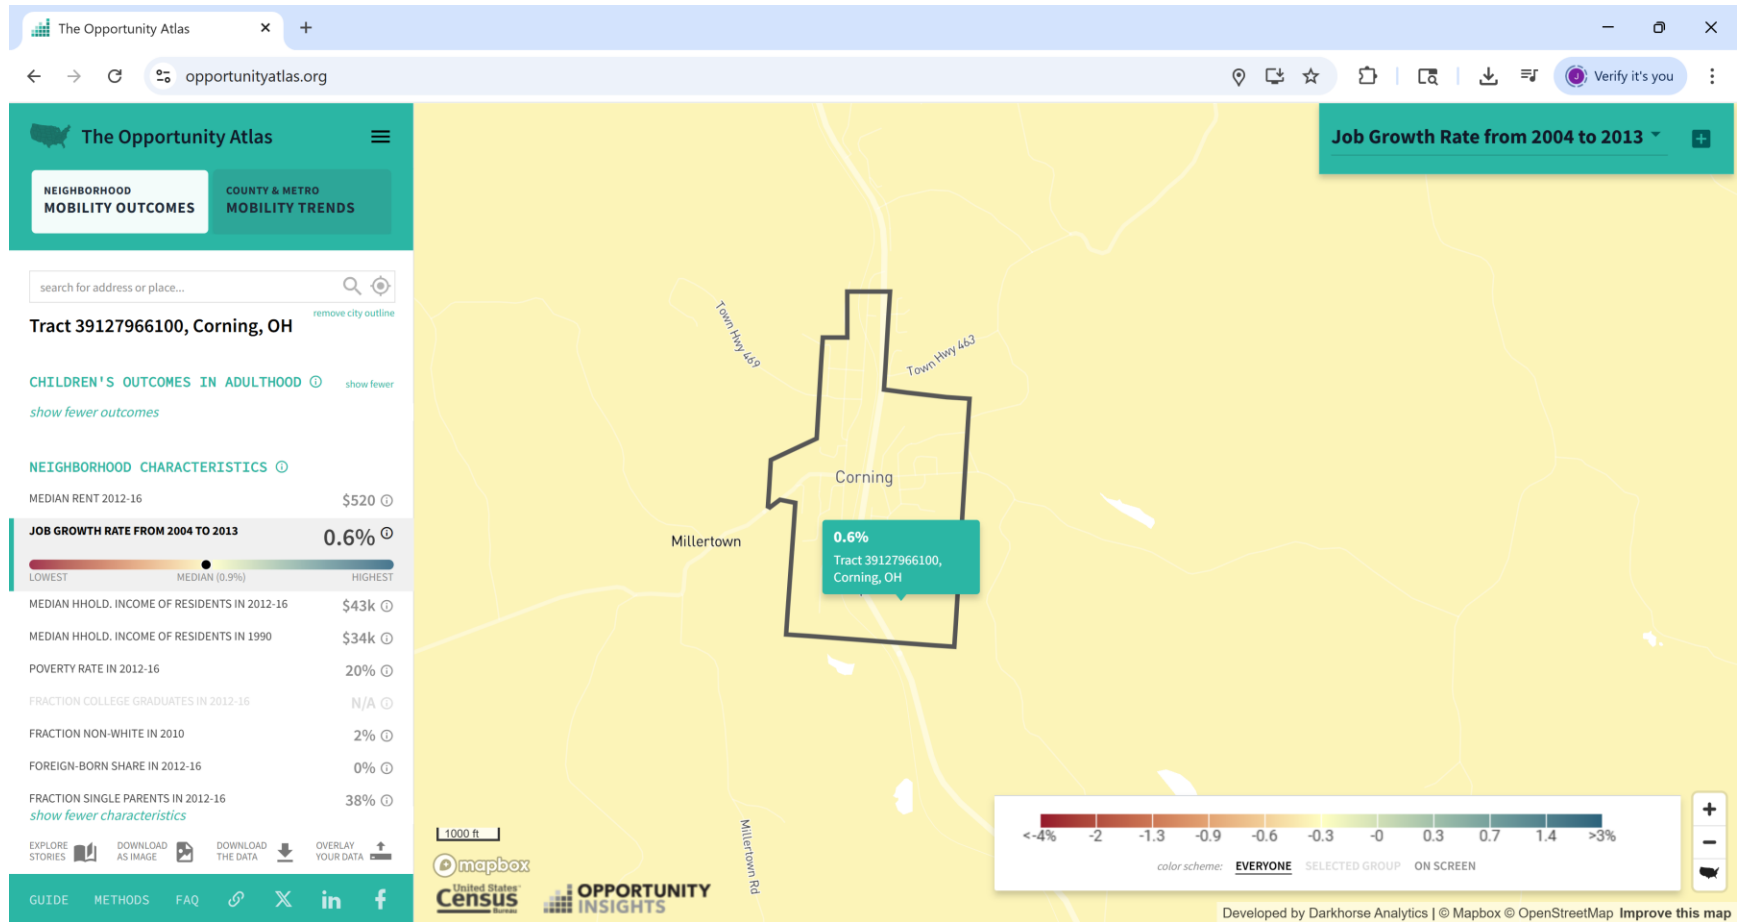 The Opportunity Atlas
opportunityatlas.org
Verify it's you
The Opportunity Atlas
NEIGHBORHOOD
MOBILITY OUTCOMES
COUNTY & METRO
MOBILITY TRENDS
search for address or place...
remove city outline
Tract 39127966100, Corning, OH
CHILDREN'S OUTCOMES IN ADULTHOOD
show fewer
show fewer outcomes
NEIGHBORHOOD CHARACTERISTICS
MEDIAN RENT 2012-16 $520
JOB GROWTH RATE FROM 2004 TO 2013 0.6%
LOWEST MEDIAN (0.9%) HIGHEST
MEDIAN HHOLD. INCOME OF RESIDENTS IN 2012-16 $43k
MEDIAN HHOLD. INCOME OF RESIDENTS IN 1990 $34k
POVERTY RATE IN 2012-16 20%
FRACTION COLLEGE GRADUATES IN 2012-16 N/A
FRACTION NON-WHITE IN 2010 2%
FOREIGN-BORN SHARE IN 2012-16 0%
FRACTION SINGLE PARENTS IN 2012-16 38%
show fewer characteristics
EXPLORE STORIES
DOWNLOAD AS IMAGE
DOWNLOAD THE DATA
OVERLAY YOUR DATA
GUIDE METHODS FAQ
Job Growth Rate from 2004 to 2013
Town Hwy 469
Town Hwy 463
Corning
Millertown
0.6%
Tract 39127966100,
Corning, OH
Millertown Rd
1000 ft
mapbox
United States®
Census
Bureau
OPPORTUNITY
INSIGHTS
<-4% -2 -1.3 -0.9 -0.6 -0.3 -0 0.3 0.7 1.4 >3%
color scheme: EVERYONE SELECTED GROUP ON SCREEN
Developed by Darkhorse Analytics | © Mapbox © OpenStreetMap Improve this map